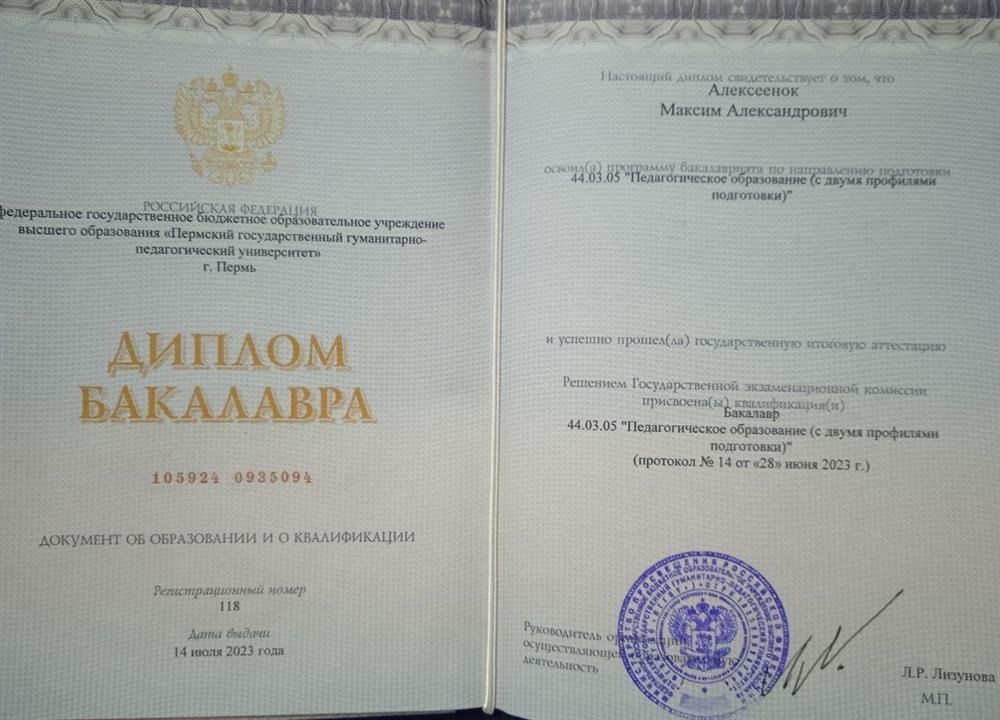 РОССИЙСКАЯ ФЕДЕРАЦИЯ
федеральное государственное бюджетное образовательное учреждение
высшего образования «Пермский государственный гуманитарно-
педагогический университет»
г. Пермь
ДИПЛОМ
БАКАЛАВРА
105924 0935094
ДОКУМЕНТ ОБ ОБРАЗОВАНИИ И О КВАЛИФИКАЦИИ
Регистрационный номер
118
Дата выдачи
14 июля 2023 года
Настоящий диплом свидетельствует о том, что
Алексеенок
Максим Александрович
освоил(а) программу бакалавриата по направлению подготовки
44.03.05 "Педагогическое образование (с двумя профилями
подготовки)"
и успешно прошел(ла) государственную итоговую аттестацию
Решением Государственной экзаменационной комиссии
присвоена(ы) квалификация(и)
Бакалавр
44.03.05 "Педагогическое образование (с двумя профилями
подготовки)"
(протокол № 14 от «28» июня 2023 г.)
Руководитель организации,
осуществляющей образовательную
деятельность
Л.Р. Лизунова
М.П.